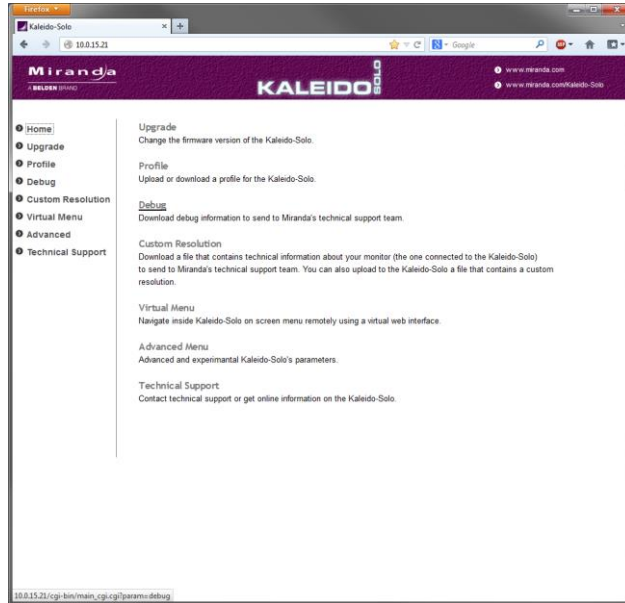 Firefox
Kaleido-Solo
10.0.15.21
Google
Miranda
A BELDEN BRAND
KALEIDO SOLO
www.miranda.com
www.miranda.com/Kaleido-Solo
Home
Upgrade
Profile
Debug
Custom Resolution
Virtual Menu
Advanced
Technical Support
Upgrade
Change the firmware version of the Kaleido-Solo.
Profile
Upload or download a profile for the Kaleido-Solo.
Debug
Download debug information to send to Miranda's technical support team.
Custom Resolution
Download a file that contains technical information about your monitor (the one connected to the Kaleido-Solo)
to send to Miranda's technical support team. You can also upload to the Kaleido-Solo a file that contains a custom
resolution.
Virtual Menu
Navigate inside Kaleido-Solo on screen menu remotely using a virtual web interface.
Advanced Menu
Advanced and experimantal Kaleido-Solo's parameters.
Technical Support
Contact technical support or get online information on the Kaleido-Solo.
10.0.15.21/cgi-bin/main_cgi.cgi?param=debug